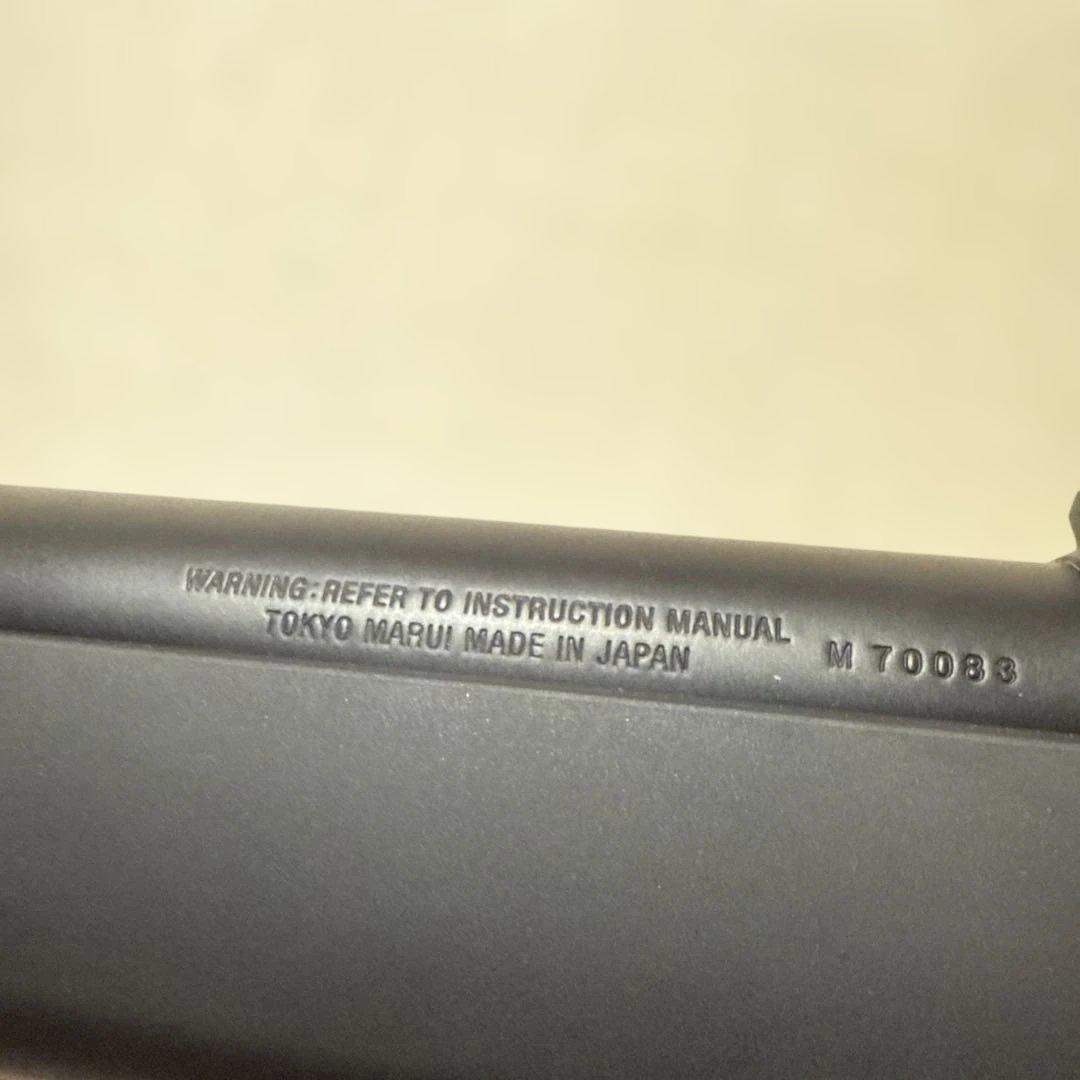 WARNING:REFER TO INSTRUCTION MANUAL
TOKYO MARUI MADE IN JAPAN
M 70083